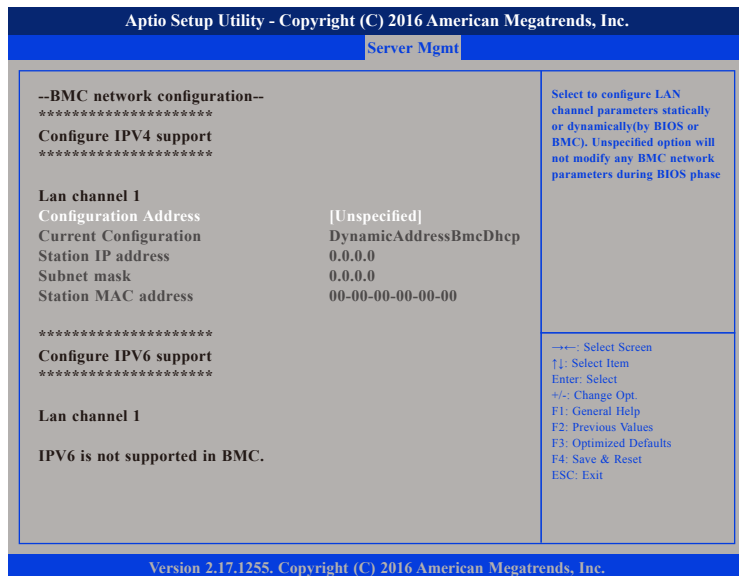 Aptio Setup Utility - Copyright (C) 2016 American Megatrends, Inc.
Server Mgmt
--BMC network configuration--
*********************
Configure IPV4 support
*********************
Lan channel 1
Configuration Address [Unspecified]
Current Configuration DynamicAddressBmcDhcp
Station IP address 0.0.0.0
Subnet mask 0.0.0.0
Station MAC address 00-00-00-00-00-00
*********************
Configure IPV6 support
*********************
Lan channel 1
IPV6 is not supported in BMC.
Select to configure LAN
channel parameters statically
or dynamically(by BIOS or
BMC). Unspecified option will
not modify any BMC network
parameters during BIOS phase
→←: Select Screen
↑↓: Select Item
Enter: Select
+/-: Change Opt.
F1: General Help
F2: Previous Values
F3: Optimized Defaults
F4: Save & Reset
ESC: Exit
Version 2.17.1255. Copyright (C) 2016 American Megatrends, Inc.